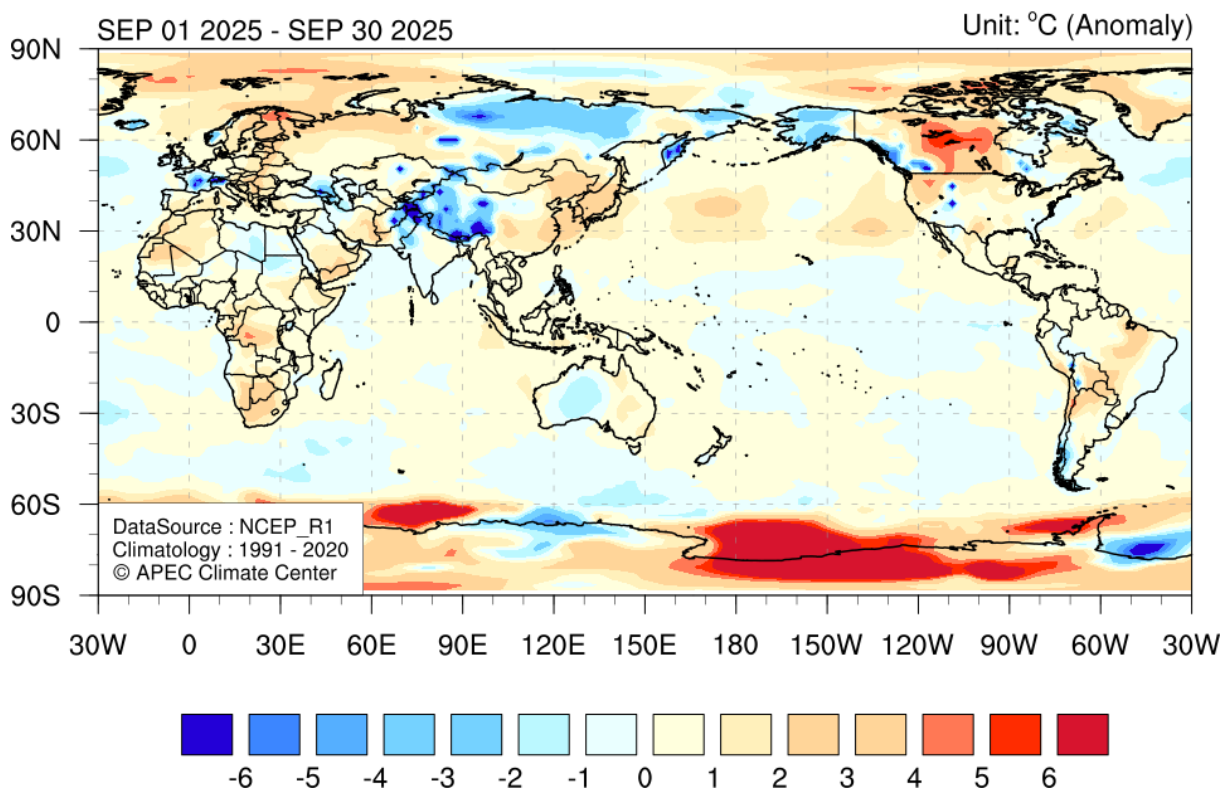 SEP 01 2025 - SEP 30 2025 Unit: °C (Anomaly)
90N
90N
60N
30N
0
30S
60S
90S
DataSource : NCEP_R1
Climatology : 1991 - 2020
© APEC Climate Center
30W 0 30E 60E 90E 120E 150E 180 150W 120W 90W 60W 30W
-6 -5 -4 -3 -2 -1 0 1 2 3 4 5 6